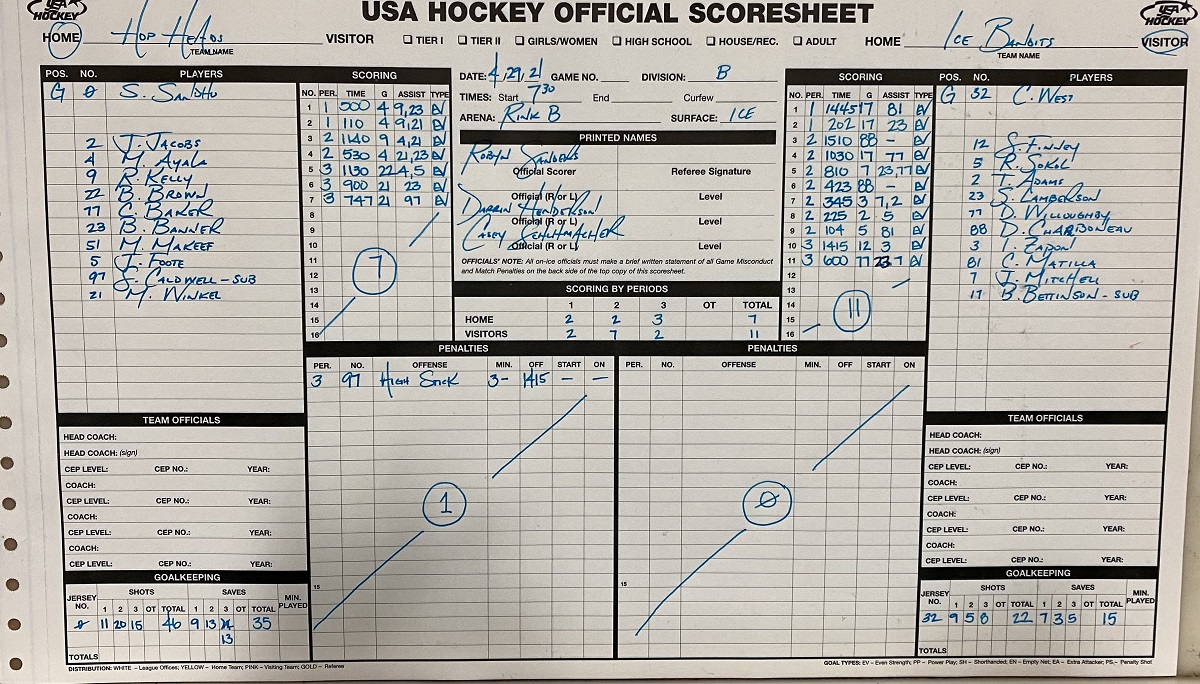 USA HOCKEY OFFICIAL SCORESHEET
USA HOCKEY
HOME HOP HEADS VISITOR
TEAM NAME
☐ TIER I ☐ TIER II ☐ GIRLS/WOMEN ☐ HIGH SCHOOL ☐ HOUSE/REC. ☐ ADULT
HOME ICE BANDITS VISITOR
TEAM NAME
USA HOCKEY
POS. NO. PLAYERS
G 0 S. SANDHU
2 J. JACOBS
4 M. AYALA
9 R. KELLY
22 B. BROWN
77 C. BAKER
23 B. BANNER
51 M. MAKEEF
5 J. FOOTE
97 S. CALDWELL - SUB
21 M. WINKEL
SCORING
NO. PER. TIME G ASSIST TYPE
1 1 500 4 9,23 EV
2 1 110 4 9,21 EV
3 2 1140 9 4,21 EV
4 2 530 4 21,23 EV
5 3 1130 22 4,5 EV
6 3 900 21 23 EV
7 3 747 21 97 EV
8
9
10
11
12
13
14
15
16
7
DATE: 4,29,21 GAME NO. DIVISION: B
TIMES: Start 7:30 End Curfew
ARENA: RINK B SURFACE: ICE
PRINTED NAMES
ROBYN SANDERS
Official Scorer Referee Signature
Official (R or L) Level
DARRIN HENDERSON
Official (R or L) Level
CASEY SCHUMACHER
Official (R or L) Level
OFFICIALS' NOTE: All on-ice officials must make a brief written statement of all Game Misconduct
and Match Penalties on the back side of the top copy of this scoresheet.
SCORING BY PERIODS
1 2 3 OT TOTAL
HOME 2 2 3 7
VISITORS 2 7 2 11
SCORING
NO. PER. TIME G ASSIST TYPE
1 1 1445 17 81 EV
2 1 202 17 23 EV
3 2 1510 88 - EV
4 2 1030 17 77 EV
5 2 810 7 23,77 EV
6 2 423 88 - EV
7 2 345 3 7,2 EV
8 2 225 2 5 EV
9 2 104 5 81 EV
10 3 1415 12 3 EV
11 3 600 77 23 7 EV
12
13
14
15
16
11
POS. NO. PLAYERS
G 32 C. WEST
12 S. FINNEY
5 R. SOKOL
2 T. ADAMS
23 S. LAMBERSON
77 D. WILLOUGHBY
88 D. CHARBONEAU
3 I. ZAPON
81 C. MATILLA
7 J. MITCHELL
17 B. BETTINSON - SUB
PENALTIES
PER. NO. OFFENSE MIN. OFF START ON
3 97 HIGH STICK 3- 1415 - -
1
15
PENALTIES
PER. NO. OFFENSE MIN. OFF START ON
0
15
TEAM OFFICIALS
HEAD COACH:
HEAD COACH: (sign)
CEP LEVEL: CEP NO.: YEAR:
COACH:
CEP LEVEL: CEP NO.: YEAR:
COACH:
CEP LEVEL: CEP NO.: YEAR:
COACH:
CEP LEVEL: CEP NO.: YEAR:
GOALKEEPING
JERSEY NO. SHOTS SAVES MIN. PLAYED
1 2 3 OT TOTAL 1 2 3 OT TOTAL
0 11 20 15 46 9 13 35
13
TOTALS
TEAM OFFICIALS
HEAD COACH:
HEAD COACH: (sign)
CEP LEVEL: CEP NO.: YEAR:
COACH:
CEP LEVEL: CEP NO.: YEAR:
COACH:
CEP LEVEL: CEP NO.: YEAR:
COACH:
CEP LEVEL: CEP NO.: YEAR:
GOALKEEPING
JERSEY NO. SHOTS SAVES MIN. PLAYED
1 2 3 OT TOTAL 1 2 3 OT TOTAL
32 9 5 8 22 7 3 5 15
TOTALS
DISTRIBUTION: WHITE – League Offices; YELLOW – Home Team; PINK – Visiting Team; GOLD – Referee
GOAL TYPES: EV – Even Strength; PP – Power Play; SH – Shorthanded; EN – Empty Net; EA – Extra Attacker; PS – Penalty Shot